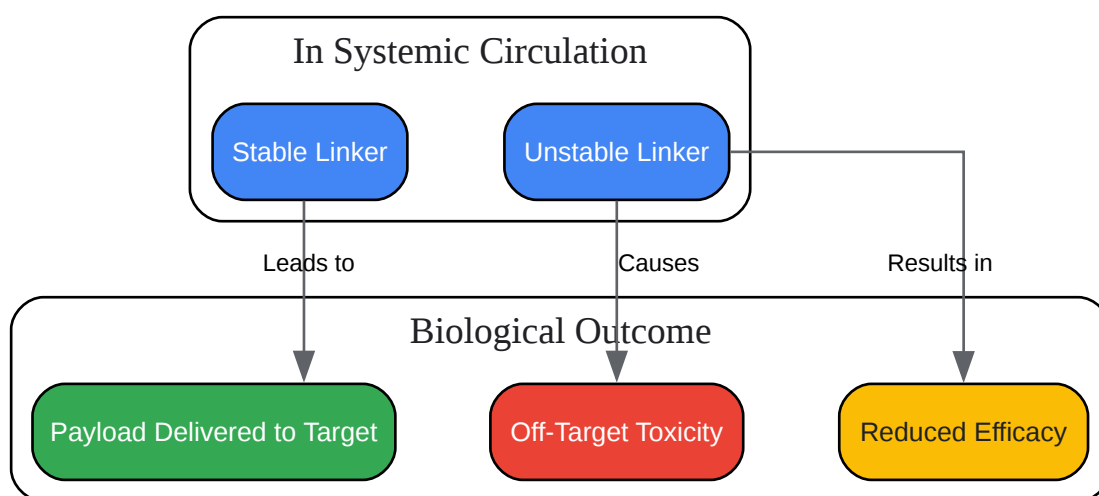 In Systemic Circulation
Stable Linker
Unstable Linker
Leads to
Causes
Results in
Biological Outcome
Payload Delivered to Target
Off-Target Toxicity
Reduced Efficacy